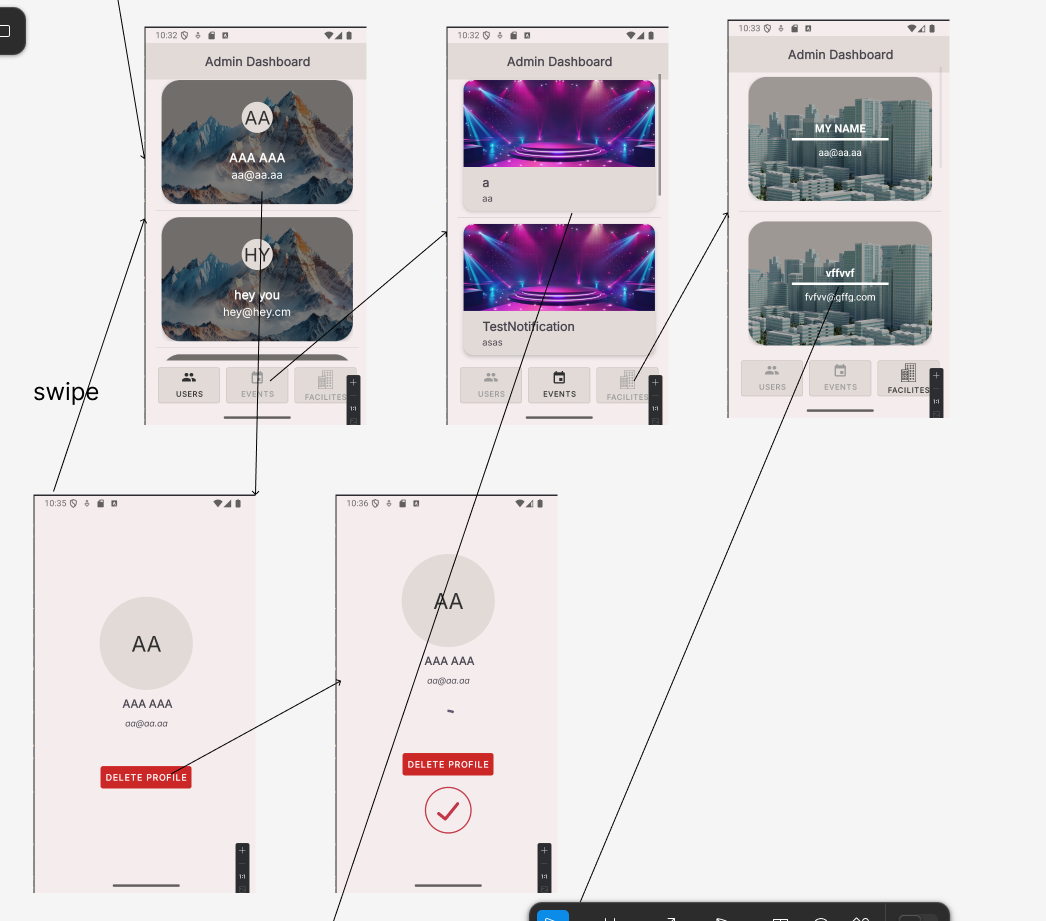 10:32
Admin Dashboard
AA
AAA AAA
aa@aa.aa
HY
hey you
hey@hey.cm
USERS
EVENTS
FACILITES
1:1
10:32
Admin Dashboard
a
aa
TestNotification
asas
USERS
EVENTS
FACILITES
1:1
10:33
Admin Dashboard
MY NAME
aa@aa.aa
vffvvf
fvfvv@gffg.com
USERS
EVENTS
FACILITES
1:1
swipe
10:35
AA
AAA AAA
aa@aa.aa
DELETE PROFILE
1:1
10:36
AA
AAA AAA
aa@aa.aa
DELETE PROFILE
1:1